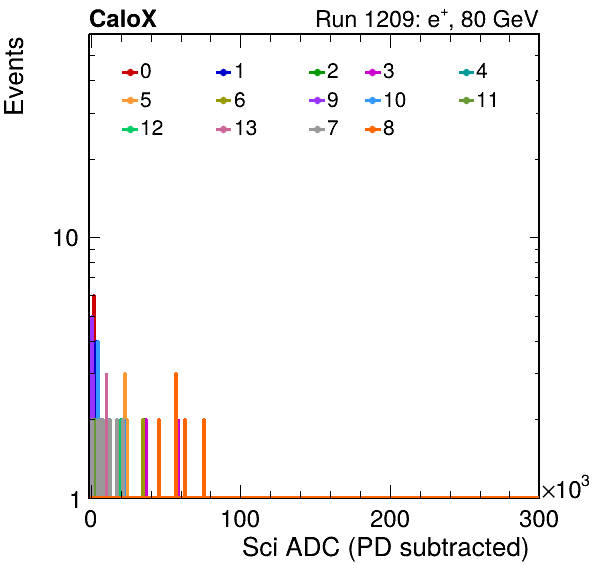 CaloX Run 1209: e⁺, 80 GeV
Events
0 1 2 3 4
5 6 9 10 11
12 13 7 8
10
1
0 100 200 300
×10³
Sci ADC (PD subtracted)